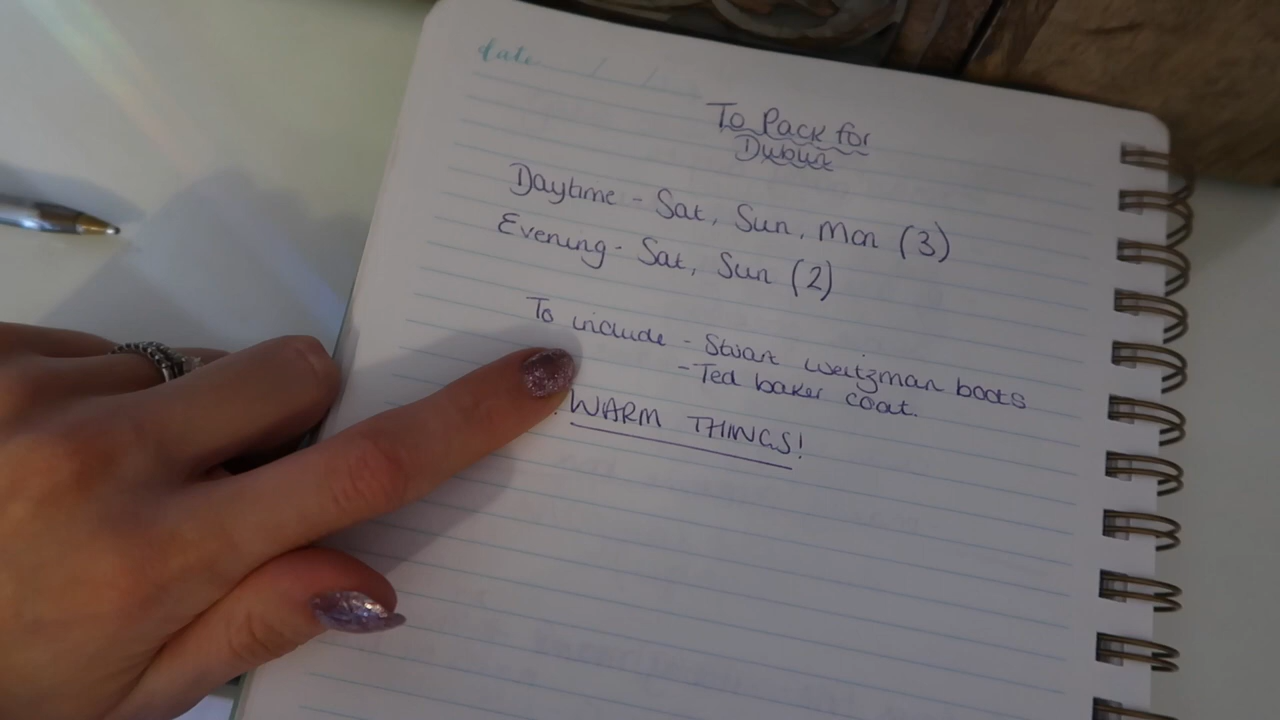 date / /
To Pack for
Dublin
Daytime - Sat, Sun, Mon (3)
Evening - Sat, Sun (2)
To include - Stuart Weitzman boots
- Ted baker coat.
! WARM THINGS!